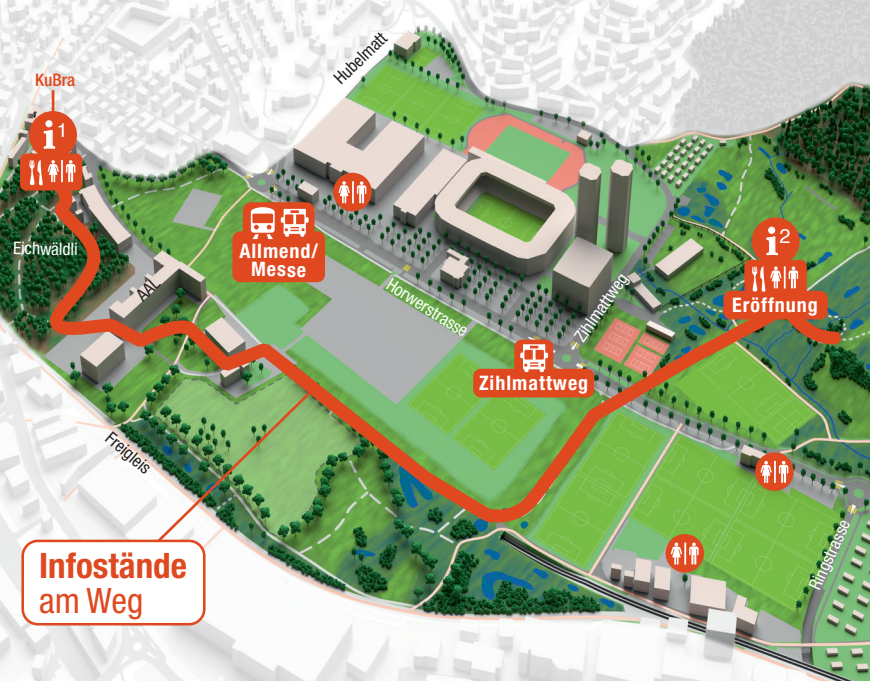 Hubelmatt
KuBra
i1
Eichwäldli
AAL
Allmend/
Messe
Horwerstrasse
Zihlmattweg
i2
Eröffnung
Zihlmattweg
Freigleis
Ringstrasse
Infostände
am Weg